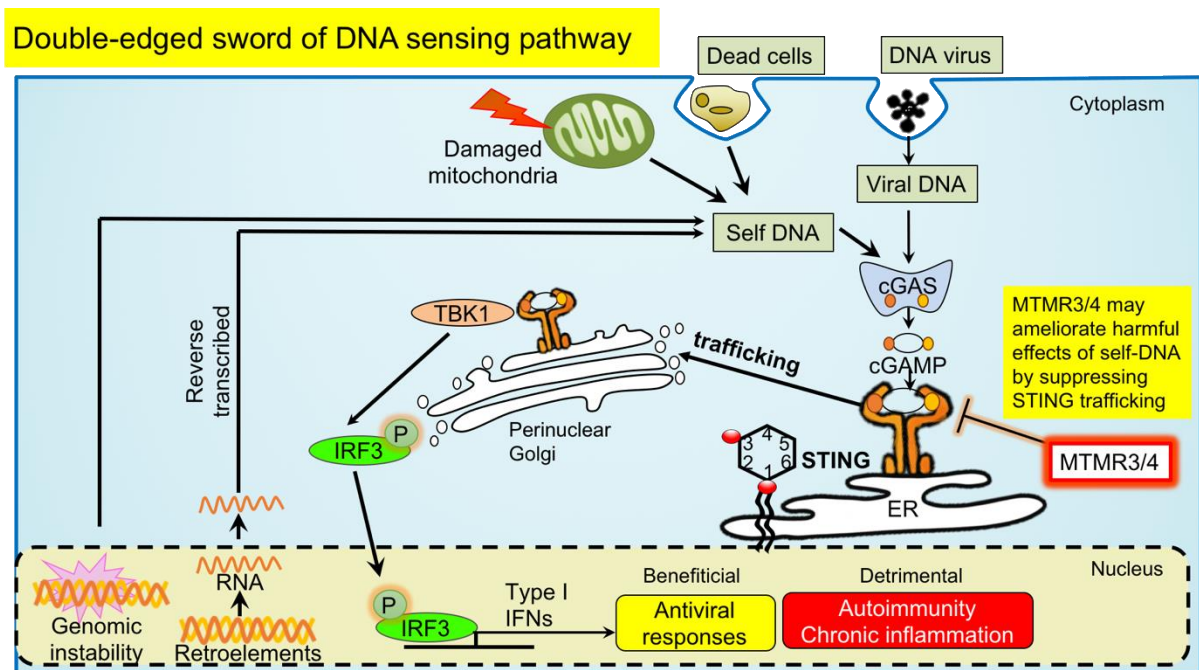 Double-edged sword of DNA sensing pathway
Dead cells
DNA virus
Cytoplasm
Damaged
mitochondria
Viral DNA
Self DNA
cGAS
TBK1
MTMR3/4 may
ameliorate harmful
effects of self-DNA
by suppressing
STING trafficking
Reverse
transcribed
trafficking
cGAMP
P
IRF3
Perinuclear
Golgi
3 4 5
2 1 6
STING
MTMR3/4
ER
Nucleus
RNA
Genomic
instability
Retroelements
P
IRF3
Type I
IFNs
Benefiticial
Antiviral
responses
Detrimental
Autoimmunity
Chronic inflammation